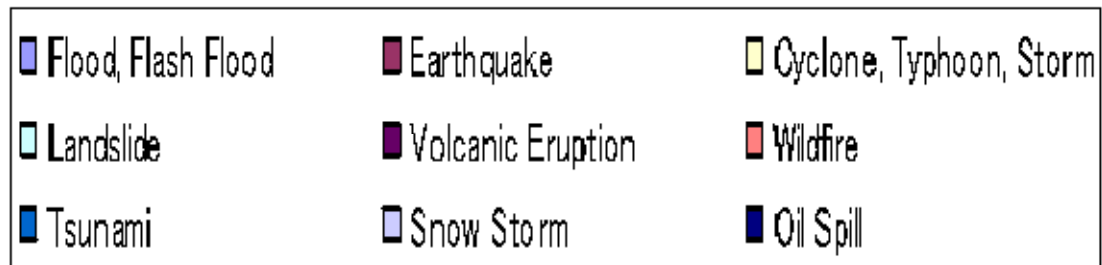 Flood, Flash Flood Earthquake Cyclone, Typhoon, Storm
Landslide Volcanic Eruption Wildfire
Tsunami Snow Storm Oil Spill